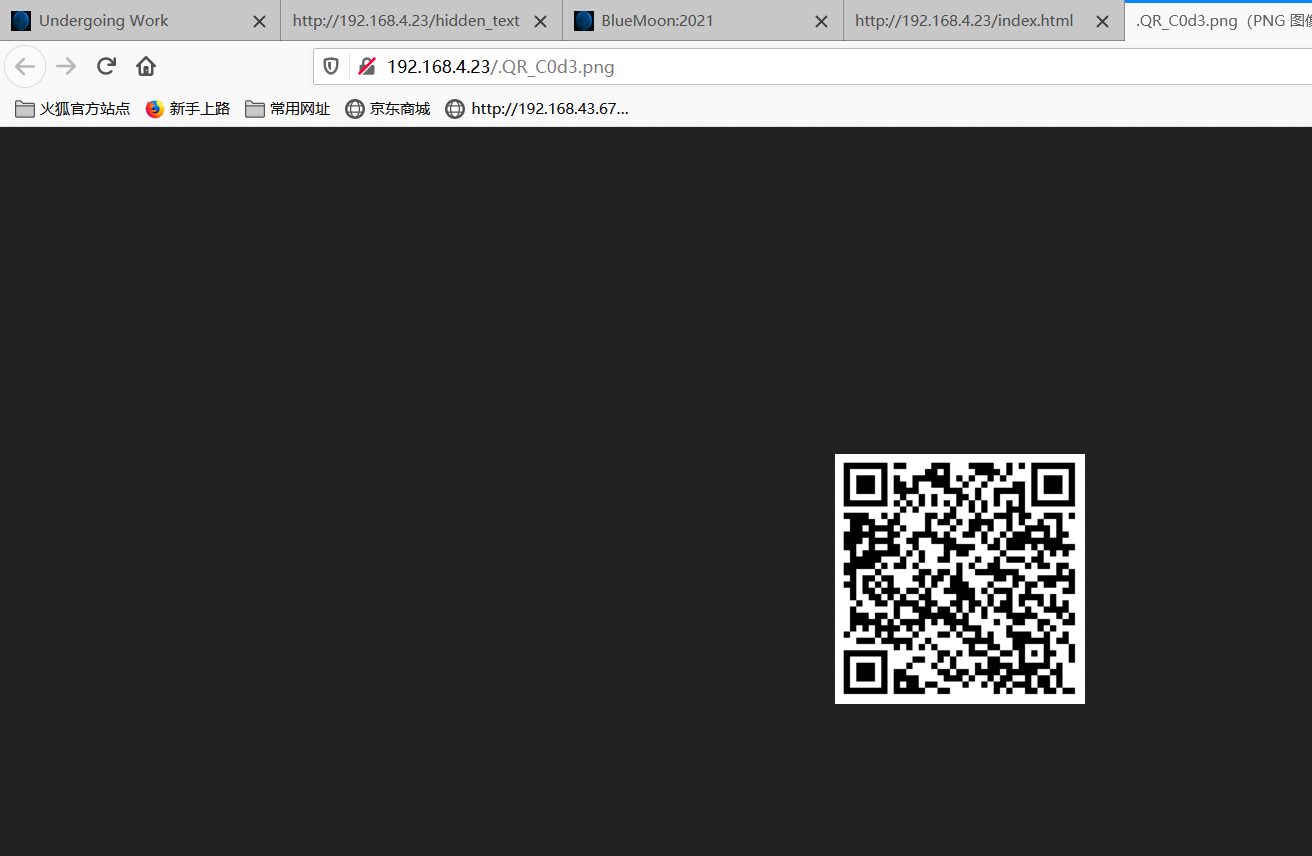 Undergoing Work
http://192.168.4.23/hidden_text
BlueMoon:2021
http://192.168.4.23/index.html
.QR_C0d3.png (PNG 图像
192.168.4.23/.QR_C0d3.png
火狐官方站点
新手上路
常用网址
京东商城
http://192.168.43.67...